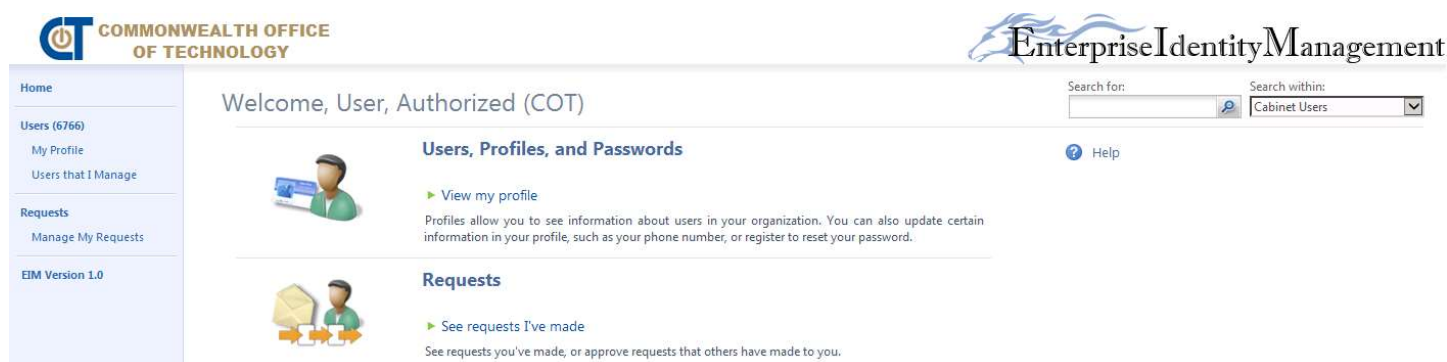 COMMONWEALTH OFFICE
OF TECHNOLOGY
EnterpriseIdentityManagement
Home
Users (6766)
My Profile
Users that I Manage
Requests
Manage My Requests
EIM Version 1.0
Welcome, User, Authorized (COT)
Search for:
Search within:
Cabinet Users
Help
Users, Profiles, and Passwords
View my profile
Profiles allow you to see information about users in your organization. You can also update certain
information in your profile, such as your phone number, or register to reset your password.
Requests
See requests I've made
See requests you've made, or approve requests that others have made to you.